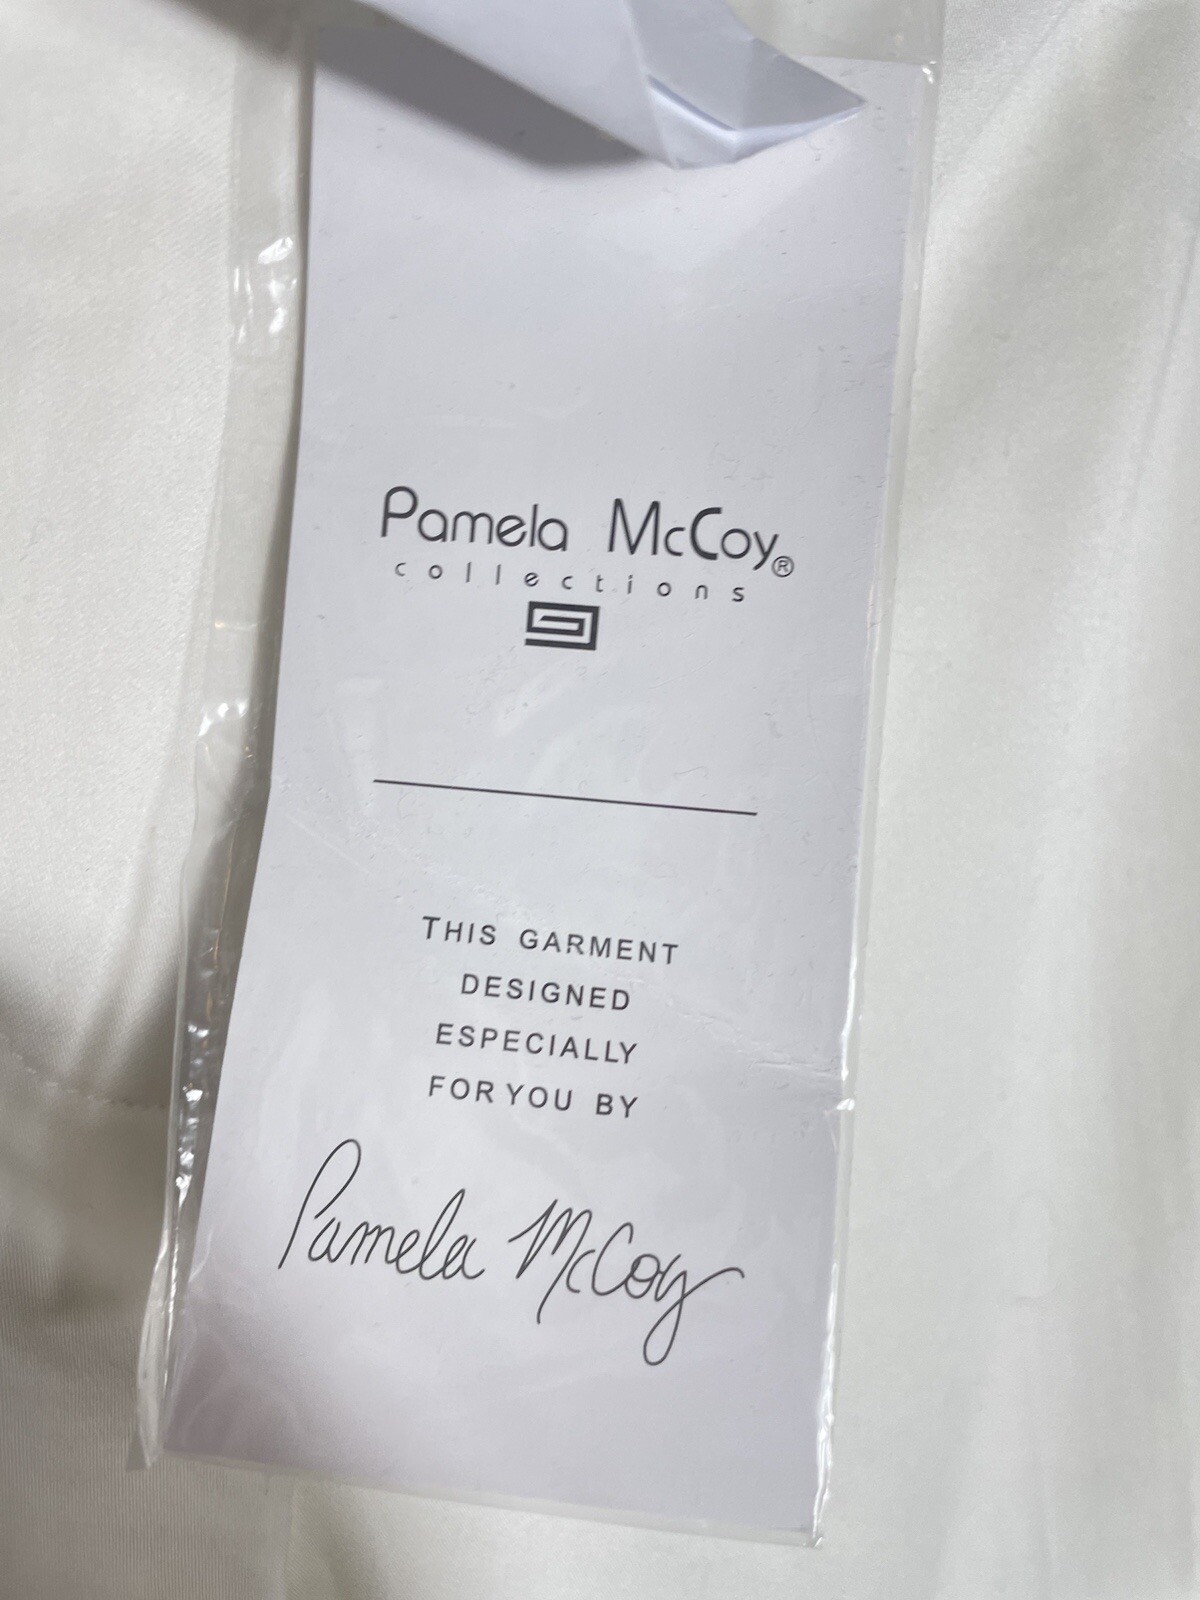 Pamela McCoy®
collections
THIS GARMENT
DESIGNED
ESPECIALLY
FOR YOU BY
Pamela McCoy